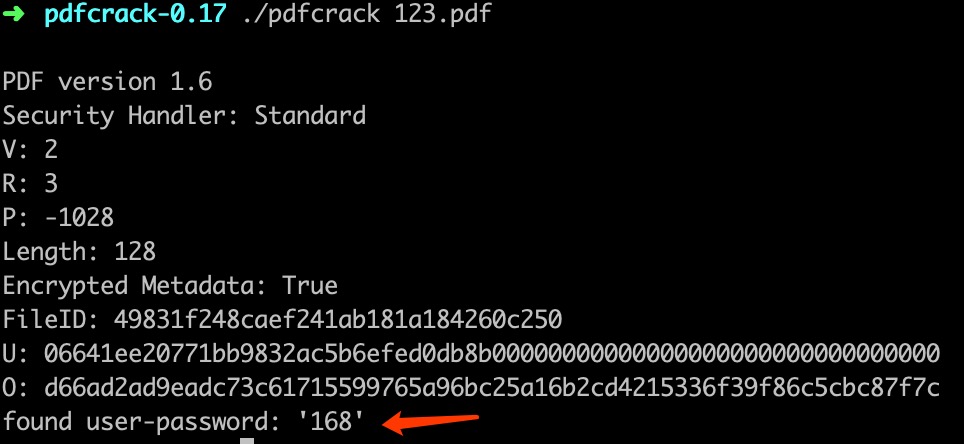 ➜ pdfcrack-0.17 ./pdfcrack 123.pdf
PDF version 1.6
Security Handler: Standard
V: 2
R: 3
P: -1028
Length: 128
Encrypted Metadata: True
FileID: 49831f248caef241ab181a184260c250
U: 06641ee20771bb9832ac5b6efed0db8b00000000000000000000000000000000
O: d66ad2ad9eadc73c61715599765a96bc25a16b2cd4215336f39f86c5cbc87f7c
found user-password: '168'